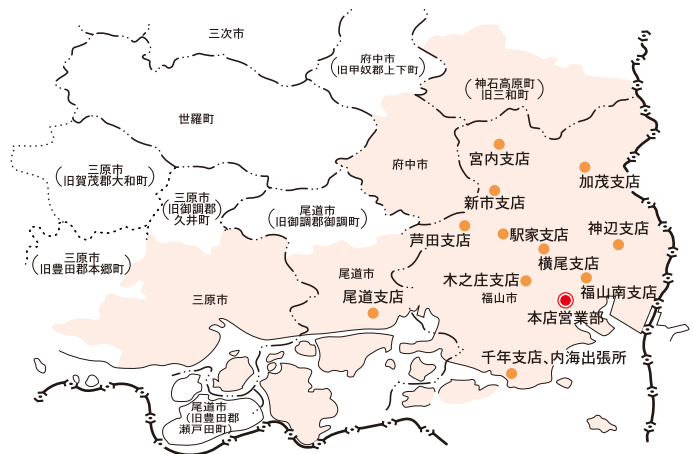 三次市
府中市
(旧甲奴郡上下町)
(神石高原町
旧三和町)
世羅町
宮内支店
府中市
加茂支店
三原市
(旧賀茂郡大和町)
三原市
(旧御調郡
久井町)
尾道市
(旧御調郡御調町)
新市支店
芦田支店
駅家支店
神辺支店
横尾支店
三原市
(旧豊田郡本郷町)
尾道市
木之庄支店
尾道支店
三原市
福山市
福山南支店
本店営業部
千年支店、内海出張所
尾道市
(旧豊田郡
瀬戸田町)